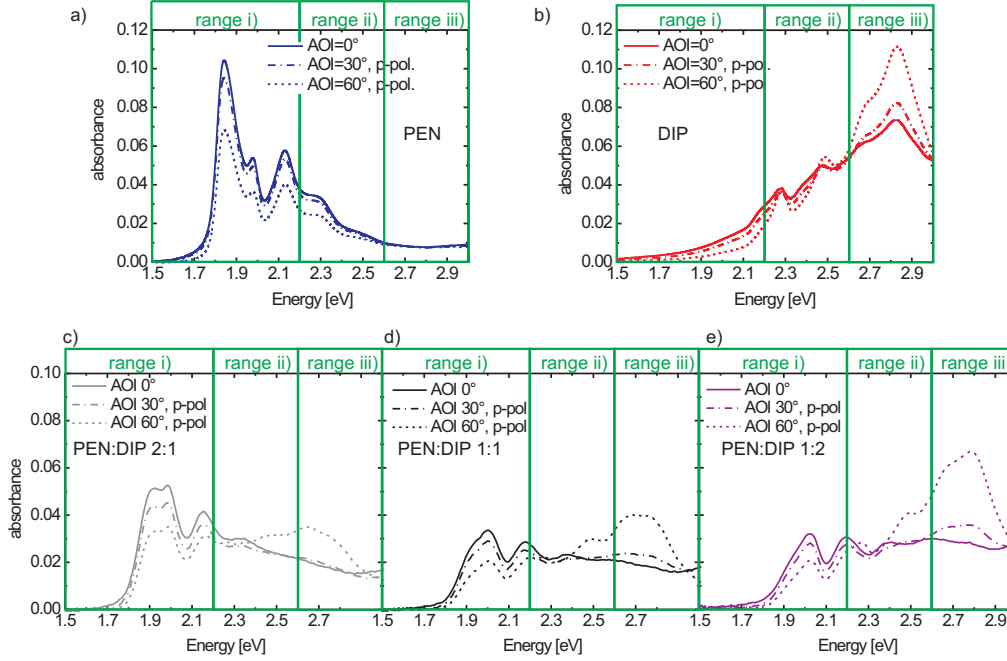 a)
range i) range ii) range iii)
0.12
0.10
0.08
0.06
0.04
0.02
0.00
absorbance
AOI=0°
AOI=30°, p-pol.
AOI=60°, p-pol.
PEN
1.5 1.7 1.9 2.1 2.3 2.5 2.7 2.9
Energy [eV]
b)
range i) range ii) range iii)
0.12
0.10
0.08
0.06
0.04
0.02
0.00
absorbance
AOI=0°
AOI=30°, p-pol
AOI=60°, p-pol
DIP
1.5 1.7 1.9 2.1 2.3 2.5 2.7 2.9
Energy [eV]
c)
range i) range ii) range iii)
0.10
0.08
0.06
0.04
0.02
0.00
absorbance
AOI 0°
AOI 30°, p-pol
AOI 60°, p-pol
PEN:DIP 2:1
1.5 1.7 1.9 2.1 2.3 2.5 2.7
Energy [eV]
d)
range i) range ii) range iii)
AOI 0°
AOI 30°, p-pol
AOI 60°, p-pol
PEN:DIP 1:1
1.5 1.7 1.9 2.1 2.3 2.5 2.7
Energy [eV]
e)
range i) range ii) range iii
AOI 0°
AOI 30°, p-pol
AOI 60°, p-pol
PEN:DIP 1:2
1.5 1.7 1.9 2.1 2.3 2.5 2.7 2.9
Energy [eV]